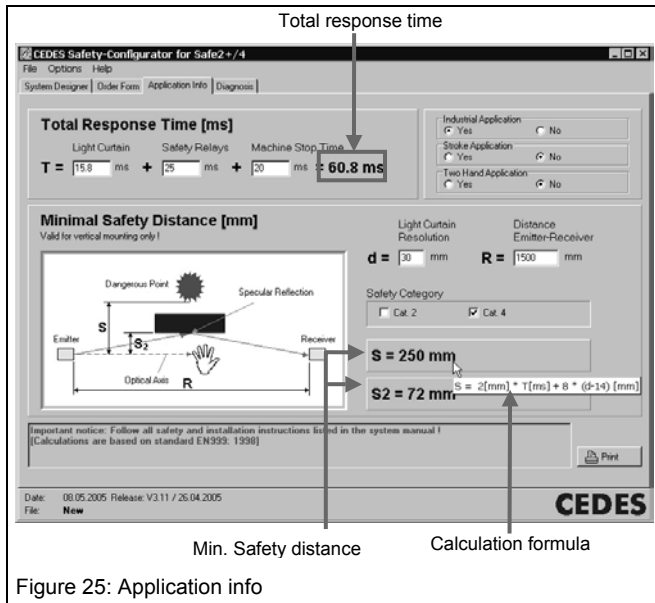 Total response time
CEDES Safety-Configurator for Safe2+/4
File Options Help
System Designer Order Form Application Info Diagnosis
Total Response Time [ms]
Light Curtain Safety Relays Machine Stop Time
T = 15.8 ms + 25 ms + 20 ms = 60.8 ms
Industrial Application
Yes No
Stroke Application
Yes No
Two Hand Application
Yes No
Minimal Safety Distance [mm]
Valid for vertical mounting only !
Light Curtain Resolution
Distance Emitter-Receiver
d = 30 mm R = 1500 mm
Dangerous Point
Specular Reflection
S
S2
Emitter
Receiver
Optical Axis
R
Safety Category
Cat. 2 Cat. 4
S = 250 mm
S = 2[mm] * T[ms] + 8 * (d-14) [mm]
S2 = 72 mm
Important notice: Follow all safety and installation instructions listed in the system manual !
[Calculations are based on standard EN999: 1998]
Print
Date: 08.05.2005 Release: V3.11 / 26.04.2005
File: New
CEDES
Min. Safety distance
Calculation formula
Figure 25: Application info